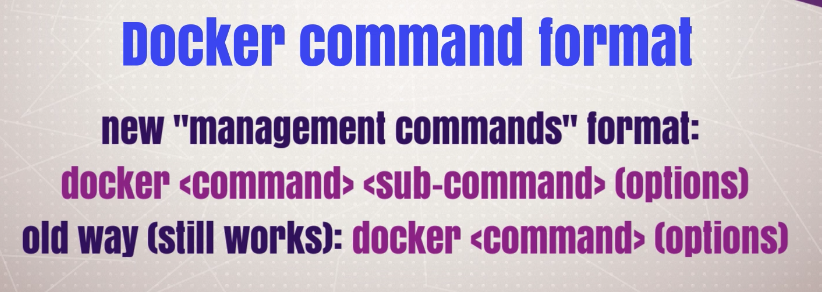 Docker command format
new "management commands" format:
docker <command> <sub-command> (options)
old way (still works): docker <command> (options)